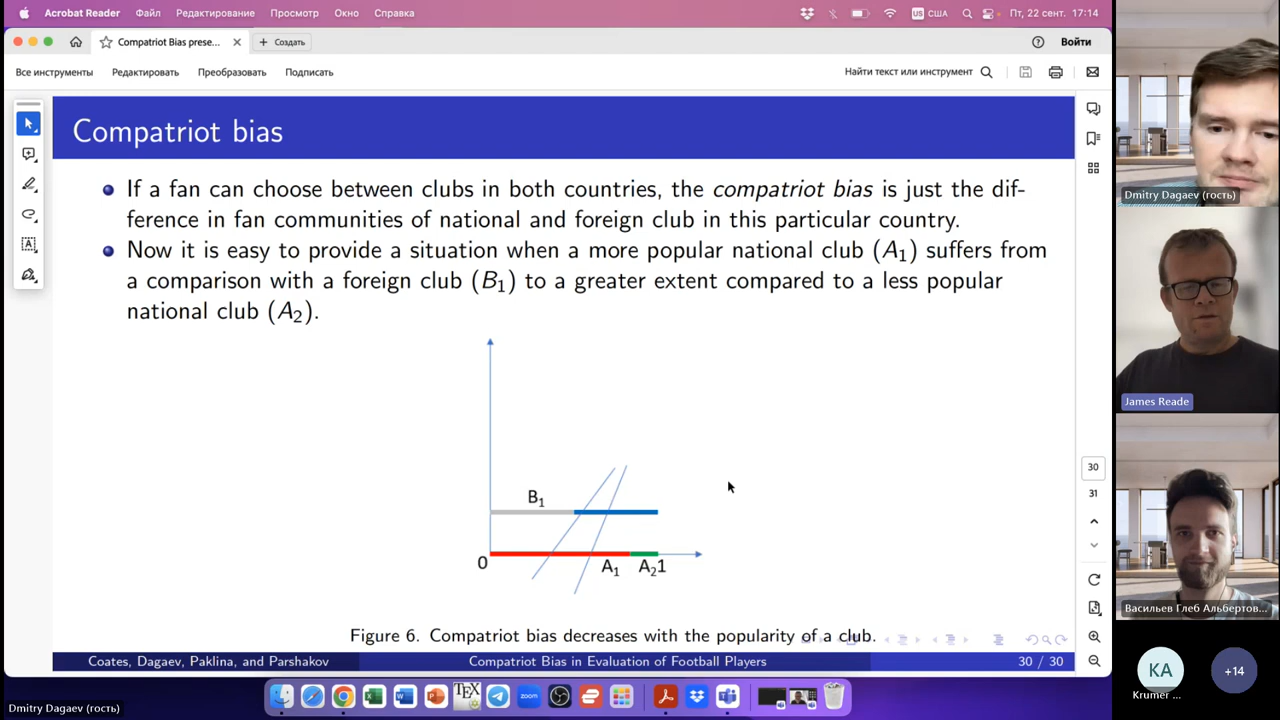 Acrobat Reader Файл Редактирование Просмотр Окно Справка США Пт, 22 сент. 17:14
Compatriot Bias prese... Создать Войти
Все инструменты Редактировать Преобразовать Подписать Найти текст или инструмент
Compatriot bias
If a fan can choose between clubs in both countries, the compatriot bias is just the dif-
ference in fan communities of national and foreign club in this particular country.
Now it is easy to provide a situation when a more popular national club (A1) suffers from
a comparison with a foreign club (B1) to a greater extent compared to a less popular
national club (A2).
B1
0
A1 A2 1
Figure 6. Compatriot bias decreases with the popularity of a club.
Coates, Dagaev, Paklina, and Parshakov Compatriot Bias in Evaluation of Football Players 30 / 30
30
31
TEX zoom
Dmitry Dagaev (гость)
Dmitry Dagaev (гость)
James Reade
Васильев Глеб Альбертов...
KA
Krumer ...
+14